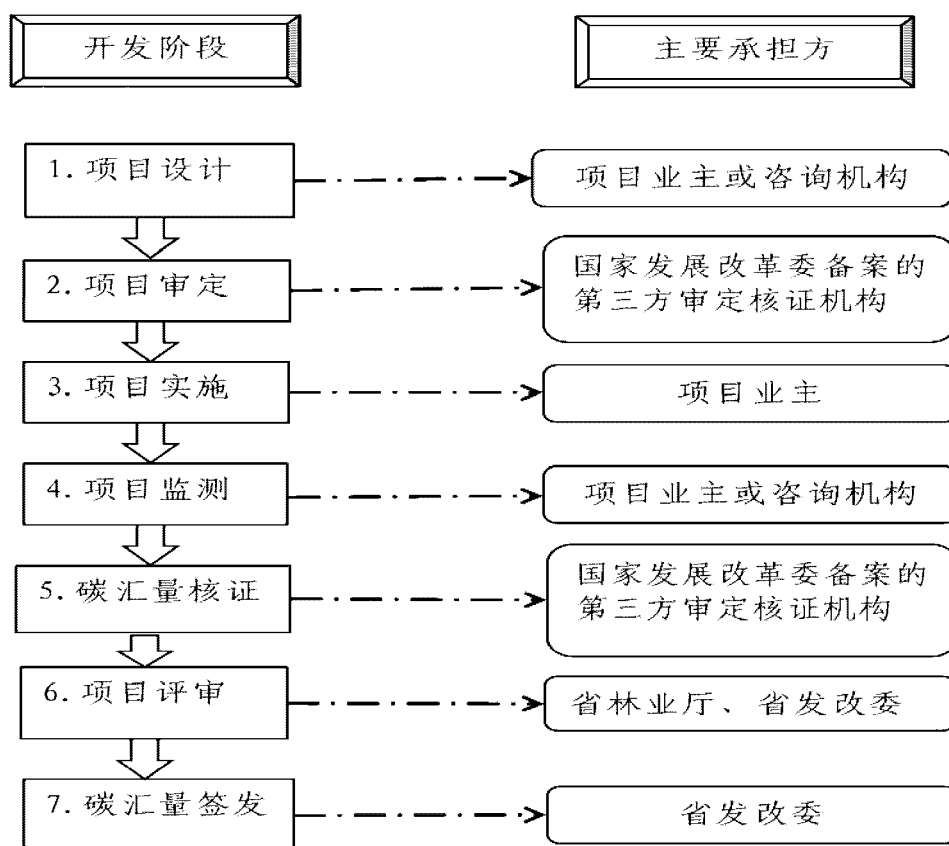 开发阶段
主要承担方
1.项目设计
项目业主或咨询机构
2.项目审定
国家发展改革委备案的
第三方审定核证机构
3.项目实施
项目业主
4.项目监测
项目业主或咨询机构
5.碳汇量核证
国家发展改革委备案的
第三方审定核证机构
6.项目评审
省林业厅、省发改委
7.碳汇量签发
省发改委